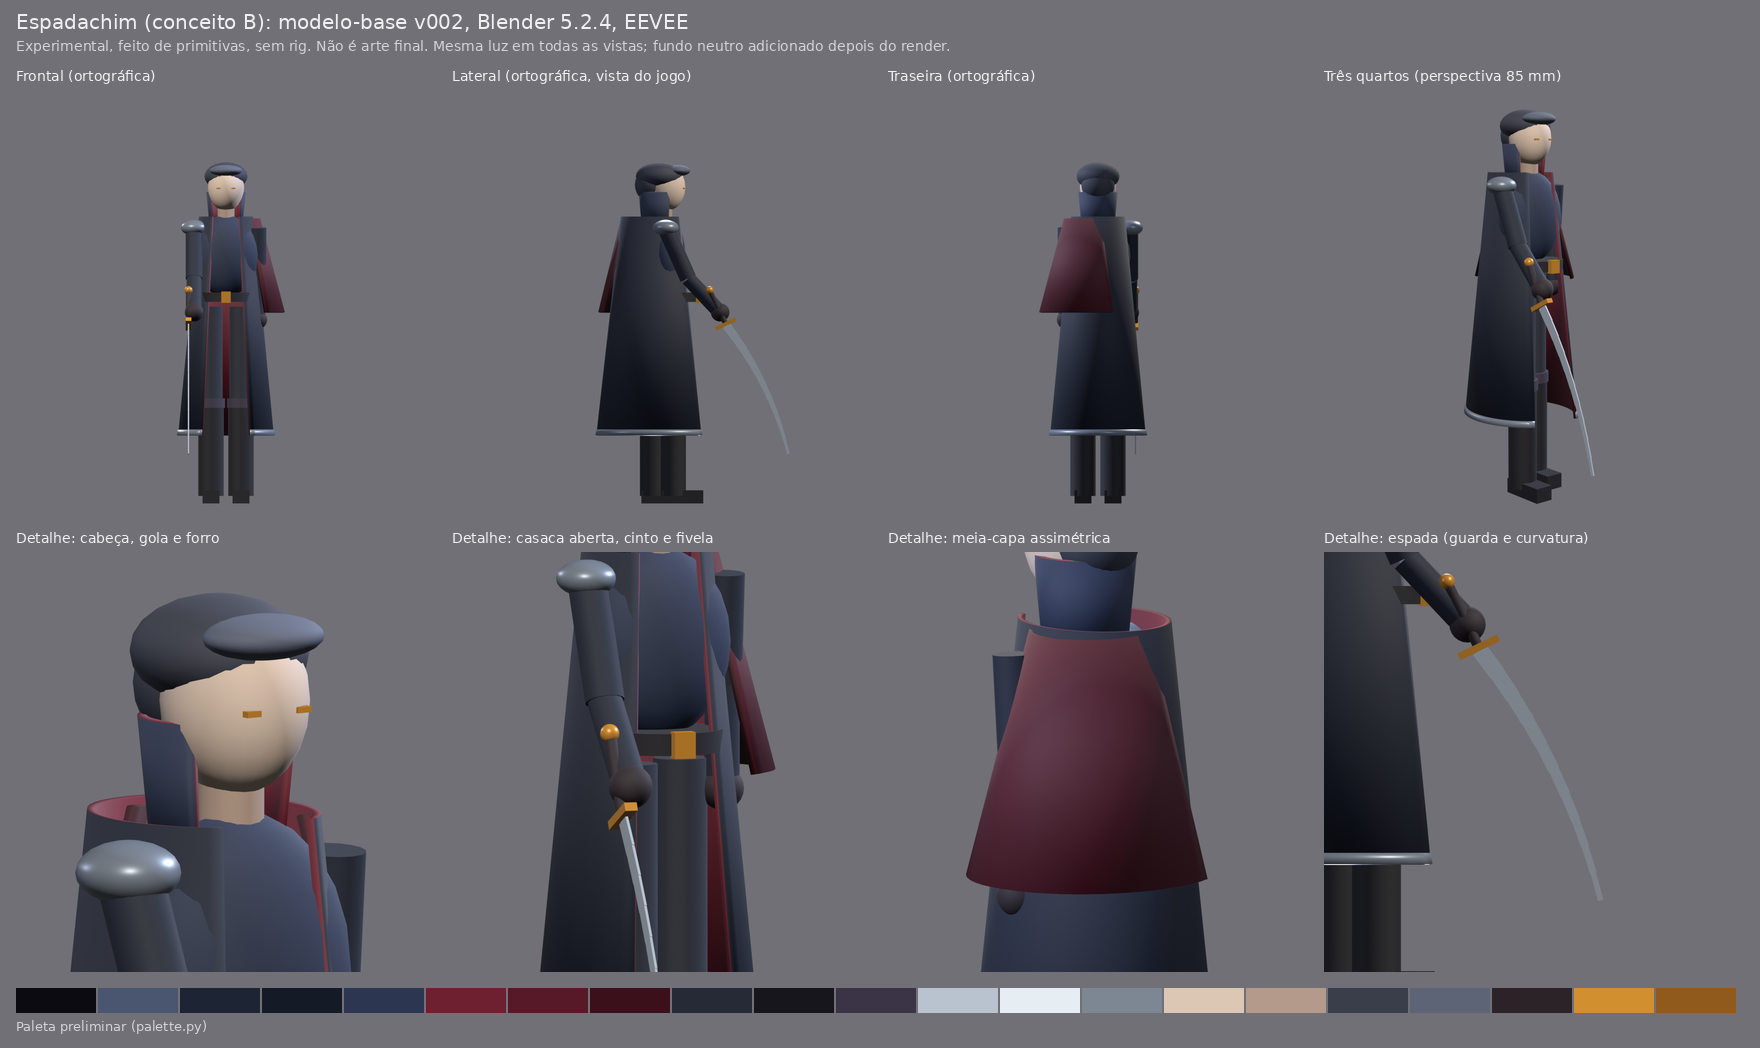 Espadachim (conceito B): modelo-base v002, Blender 5.2.4, EEVEE
Experimental, feito de primitivas, sem rig. Não é arte final. Mesma luz em todas as vistas; fundo neutro adicionado depois do render.
Frontal (ortográfica)
Lateral (ortográfica, vista do jogo)
Traseira (ortográfica)
Três quartos (perspectiva 85 mm)
Detalhe: cabeça, gola e forro
Detalhe: casaca aberta, cinto e fivela
Detalhe: meia-capa assimétrica
Detalhe: espada (guarda e curvatura)
Paleta preliminar (palette.py)